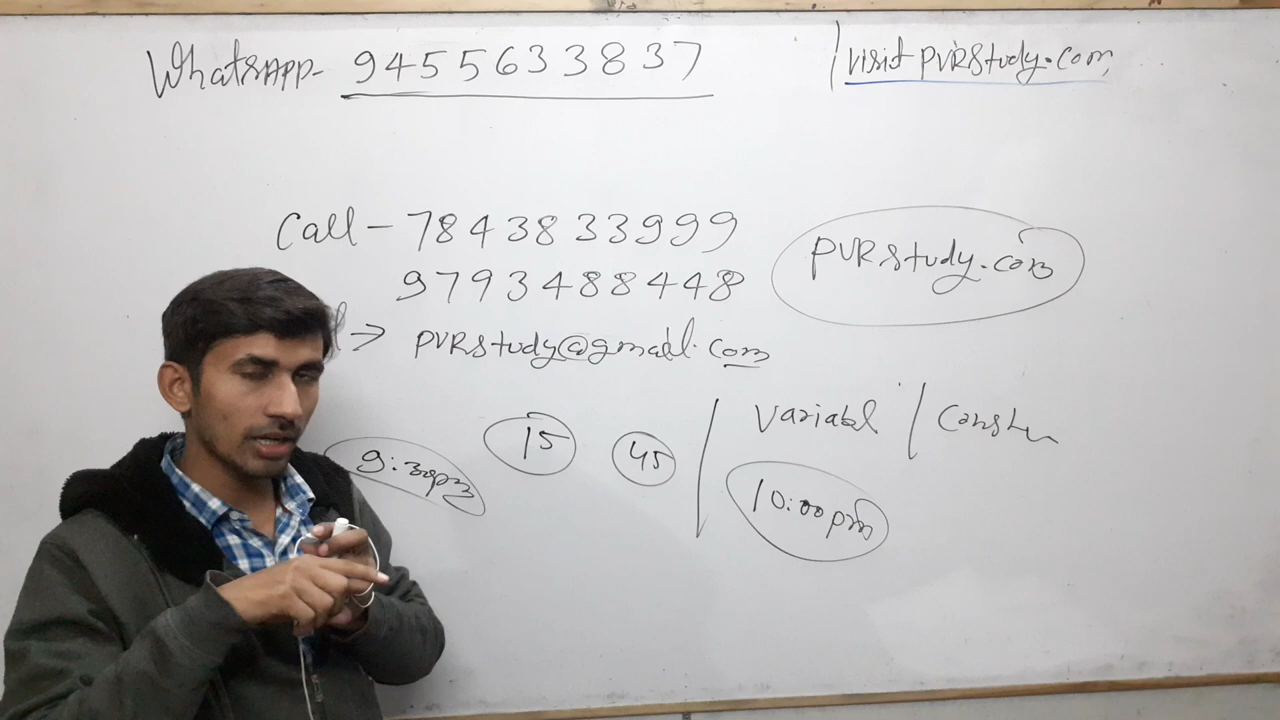 WhatsAPP- 9455633837
/ visit PVRStudy.com
Call - 7843833999
9793488448
PVRStudy.com
l → PVRStudy@gmail.com
Variabl /
9:30pm 15 45
10:00pm